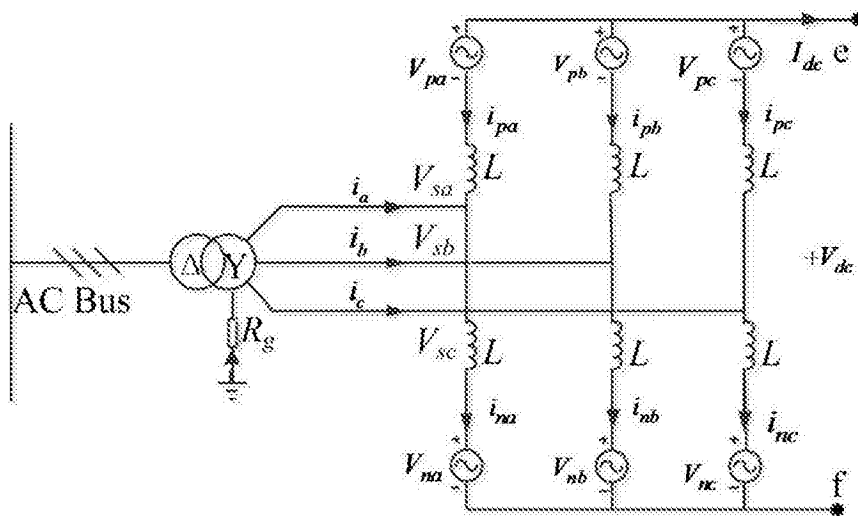 + + +
V_pa V_pb V_pc I_dc e
- - -
i_pa i_pb i_pc
L L L
V_sa
i_a
i_b V_sb
Δ Y +V_dc
AC Bus i_c
R_g V_sc L L L
i_na i_nb i_nc
+ + +
V_na V_nb V_nc f
- - -